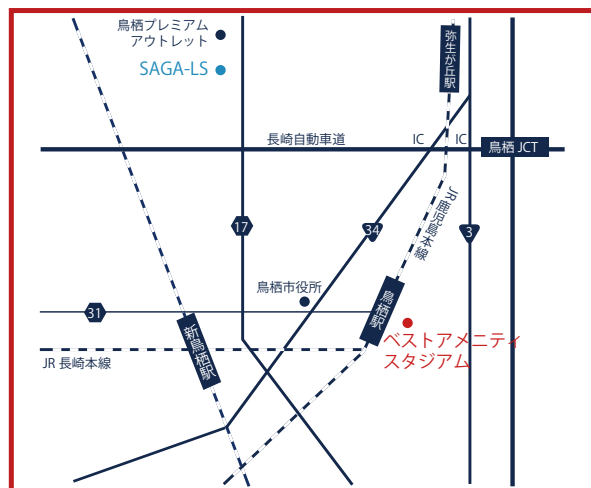 鳥栖プレミアム
アウトレット
SAGA-LS
弥生が丘駅
長崎自動車道
IC
IC
鳥栖 JCT
JR鹿児島本線
17
34
3
鳥栖市役所
31
鳥栖駅
新鳥栖駅
ベストアメニティ
スタジアム
JR 長崎本線